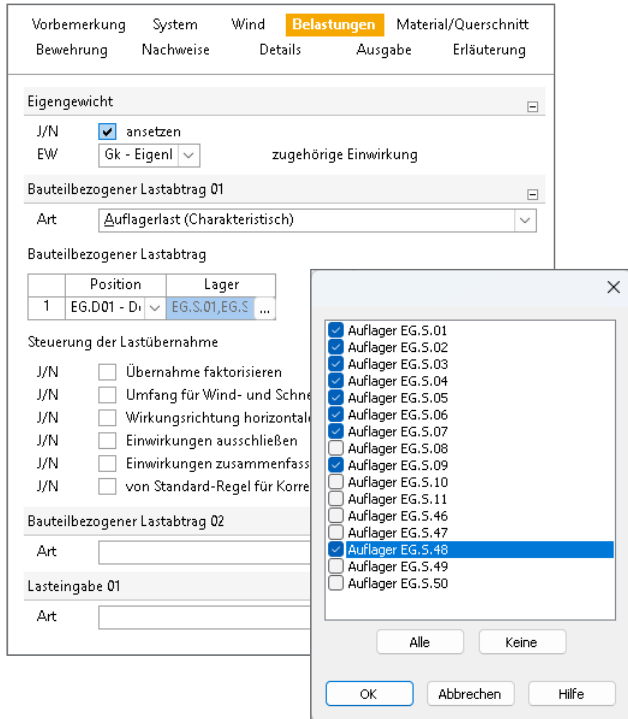 Vorbemerkung System Wind Belastungen Material/Querschnitt
Bewehrung Nachweise Details Ausgabe Erläuterung
Eigengewicht
J/N ansetzen
EW Gk - Eigenl zugehörige Einwirkung
Bauteilbezogener Lastabtrag 01
Art Auflagerlast (Charakteristisch)
Bauteilbezogener Lastabtrag
Position Lager
1 EG.D01 - D EG.S.01,EG.S ...
Steuerung der Lastübernahme
J/N Übernahme faktorisieren
J/N Umfang für Wind- und Schne
J/N Wirkungsrichtung horizontale
J/N Einwirkungen ausschließen
J/N Einwirkungen zusammenfass
J/N von Standard-Regel für Korre
Bauteilbezogener Lastabtrag 02
Art
Lasteingabe 01
Art
Auflager EG.S.01
Auflager EG.S.02
Auflager EG.S.03
Auflager EG.S.04
Auflager EG.S.05
Auflager EG.S.06
Auflager EG.S.07
Auflager EG.S.08
Auflager EG.S.09
Auflager EG.S.10
Auflager EG.S.11
Auflager EG.S.46
Auflager EG.S.47
Auflager EG.S.48
Auflager EG.S.49
Auflager EG.S.50
Alle Keine
OK Abbrechen Hilfe